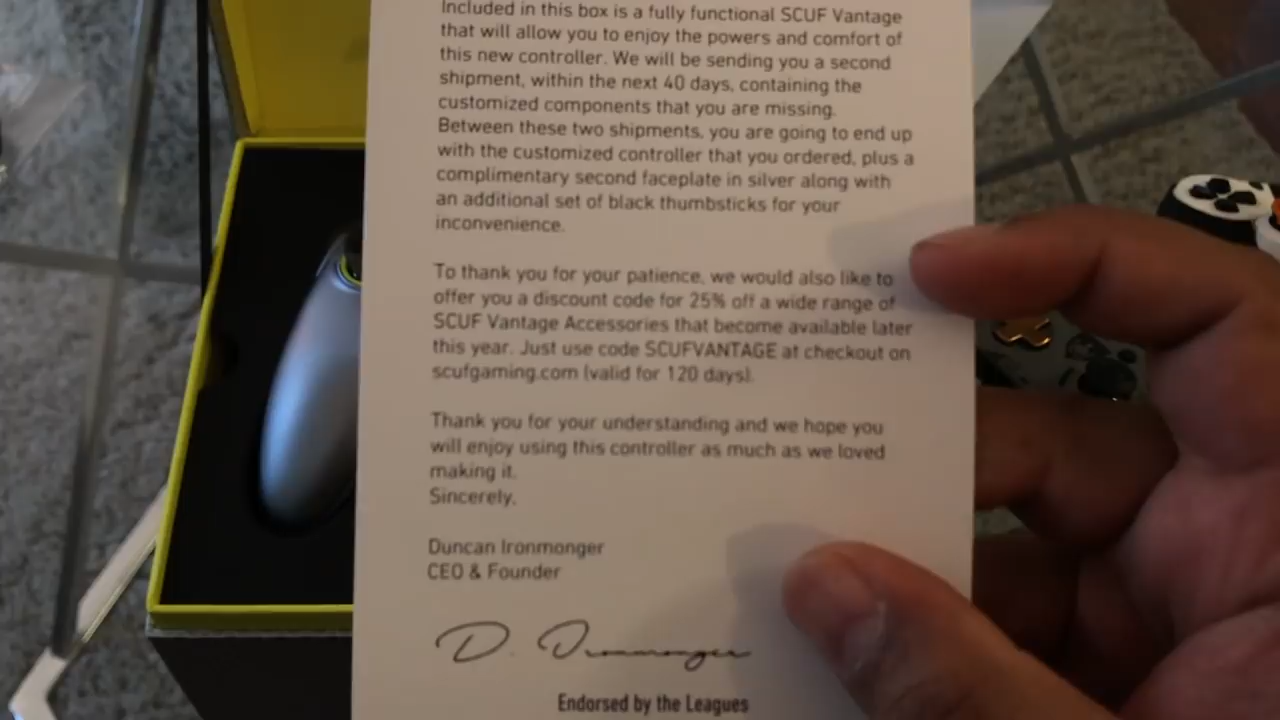 Included in this box is a fully functional SCUF Vantage
that will allow you to enjoy the powers and comfort of
this new controller. We will be sending you a second
shipment, within the next 40 days, containing the
customized components that you are missing.
Between these two shipments, you are going to end up
with the customized controller that you ordered, plus a
complimentary second faceplate in silver along with
an additional set of black thumbsticks for your
inconvenience.
To thank you for your patience, we would also like to
offer you a discount code for 25% off a wide range of
SCUF Vantage Accessories that become available later
this year. Just use code SCUFVANTAGE at checkout on
scufgaming.com (valid for 120 days).
Thank you for your understanding and we hope you
will enjoy using this controller as much as we loved
making it.
Sincerely,
Duncan Ironmonger
CEO & Founder
D. Ironmonger
Endorsed by the Leagues